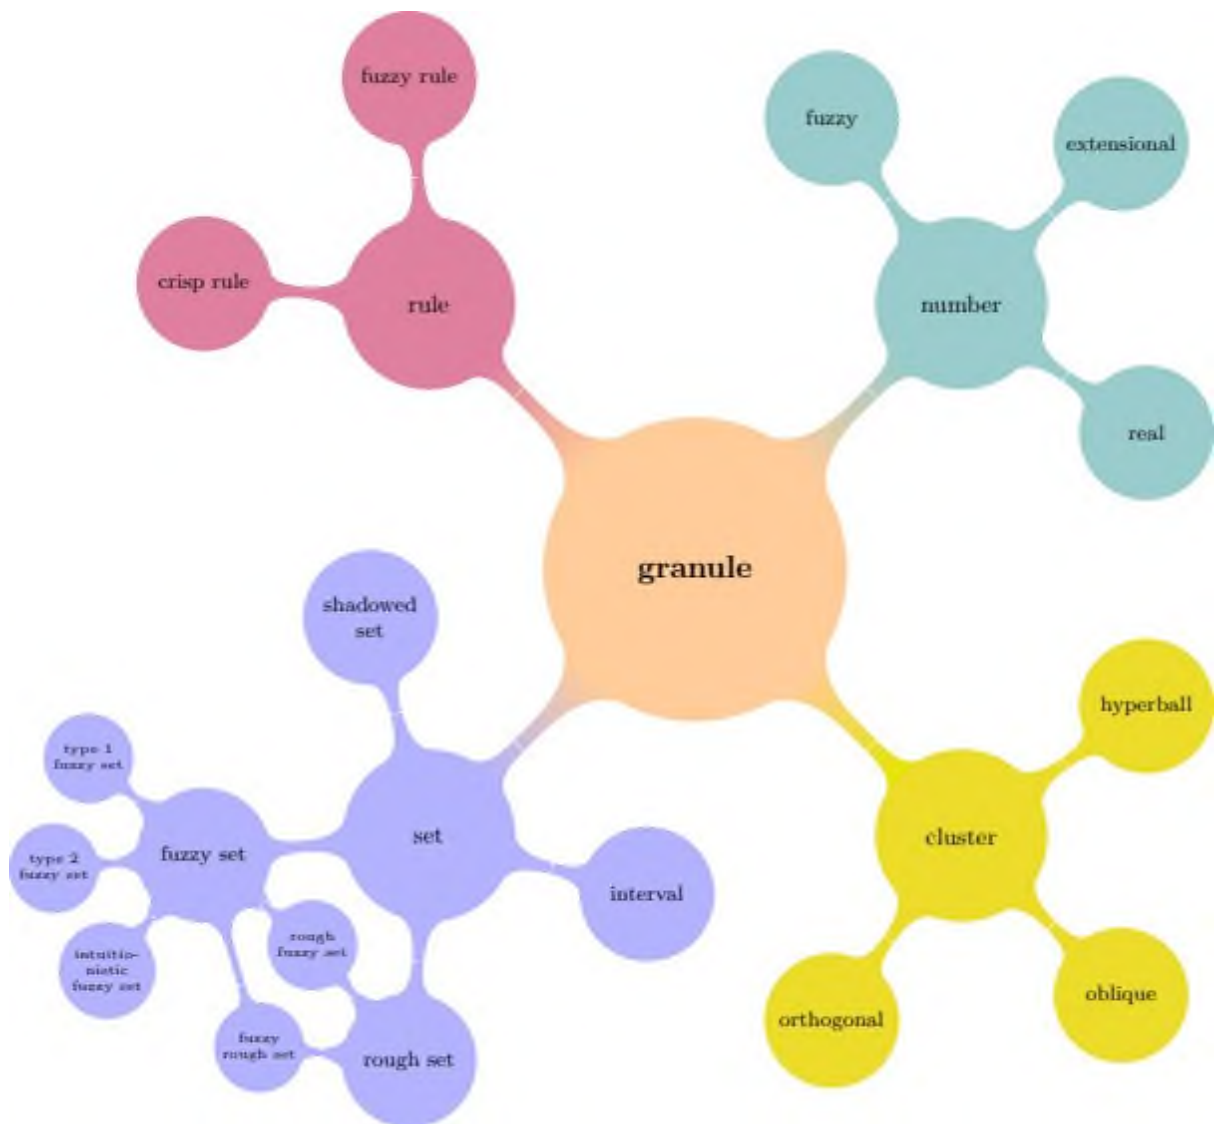 fuzzy rule
crisp rule
rule
fuzzy
extensional
number
real
granule
shadowed
set
type 1
fuzzy set
type 2
fuzzy set
intuitio-
nistic
fuzzy set
fuzzy set
set
interval
rough
fuzzy set
fuzzy
rough set
rough set
hyperball
cluster
orthogonal
oblique